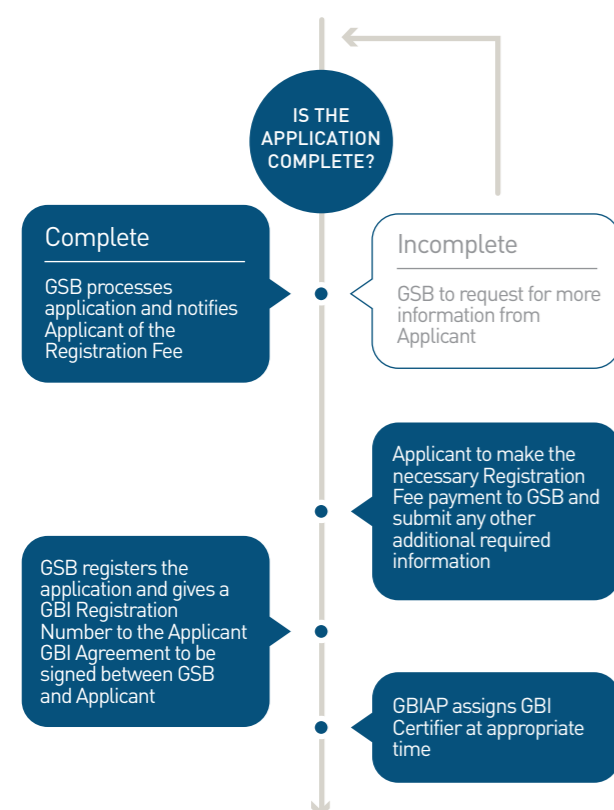 IS THE
APPLICATION
COMPLETE?
Complete
GSB processes
application and notifies
Applicant of the
Registration Fee
Incomplete
GSB to request for more
information from
Applicant
Applicant to make the
necessary Registration
Fee payment to GSB and
submit any other
additional required
information
GSB registers the
application and gives a
GBI Registration
Number to the Applicant
GBI Agreement to be
signed between GSB
and Applicant
GBIAP assigns GBI
Certifier at appropriate
time